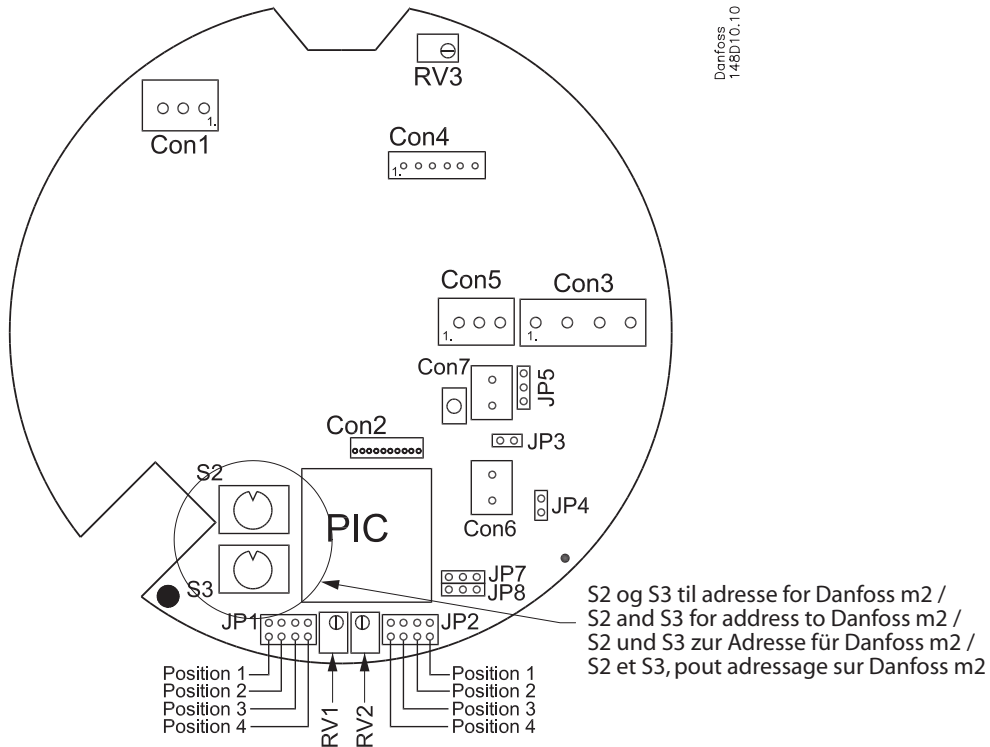 Danfoss
148D10.10
RV3
1.
Con1
Con4
1.
Con5
Con3
1.
1.
Con7
JP5
Con2
JP3
S2
PIC
JP4
Con6
S3
JP7
JP8
S2 og S3 til adresse for Danfoss m2 /
S2 and S3 for address to Danfoss m2 /
S2 und S3 zur Adresse für Danfoss m2 /
S2 et S3, pout adressage sur Danfoss m2
JP1
JP2
Position 1
Position 2
Position 3
Position 4
RV1
RV2
Position 1
Position 2
Position 3
Position 4